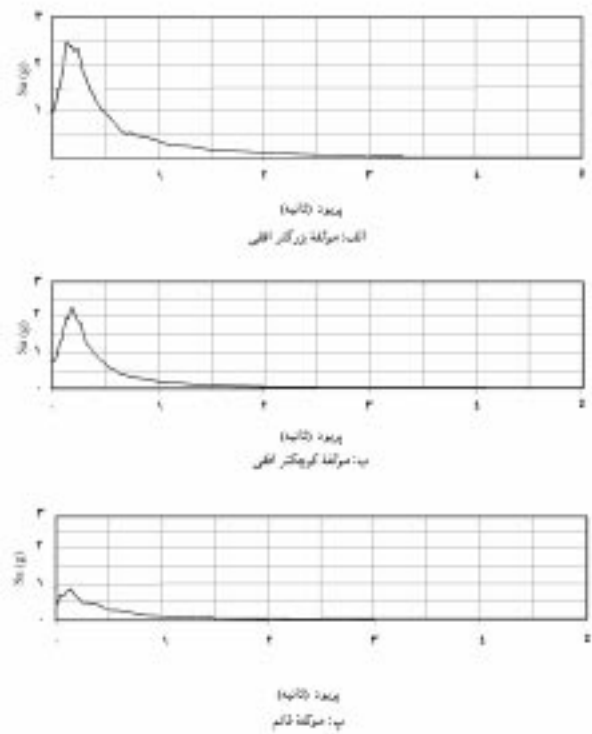 ۳
۲
۱
Sa (g)
۰ ۱ ۲ ۳ ۴ ۵
پریود (ثانیه)
الف: مولفهٔ بزرگتر افقی
۳
۲
۱
۰
Sa (g)
۰ ۱ ۲ ۳ ۴ ۵
پریود (ثانیه)
ب: مولفهٔ کوچکتر افقی
۳
۲
۱
۰
Sa (g)
۰ ۱ ۲ ۳ ۴ ۵
پریود (ثانیه)
پ: مولفهٔ قائم